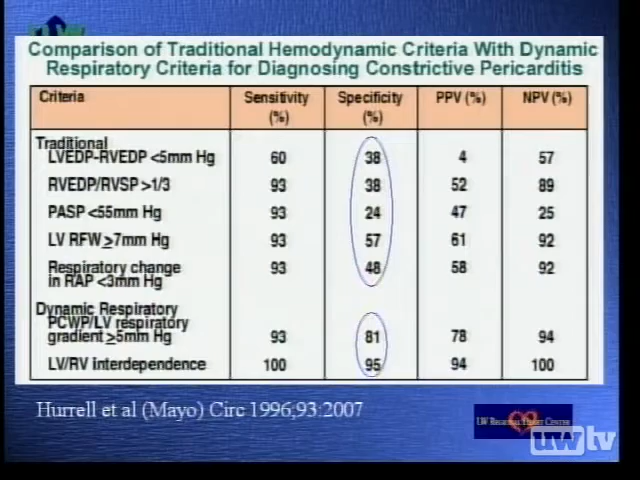 Comparison of Traditional Hemodynamic Criteria With Dynamic
Respiratory Criteria for Diagnosing Constrictive Pericarditis
Criteria Sensitivity (%) Specificity (%) PPV (%) NPV (%)
Traditional
LVEDP-RVEDP <5mm Hg 60 38 4 57
RVEDP/RVSP >1/3 93 38 52 89
PASP <55mm Hg 93 24 47 25
LV RFW ≥7mm Hg 93 57 61 92
Respiratory change
in RAP <3mm Hg 93 48 58 92
Dynamic Respiratory
PCWP/LV respiratory
gradient ≥5mm Hg 93 81 78 94
LV/RV interdependence 100 95 94 100
Hurrell et al (Mayo) Circ 1996;93:2007
UW Regional Heart Center
uwtv